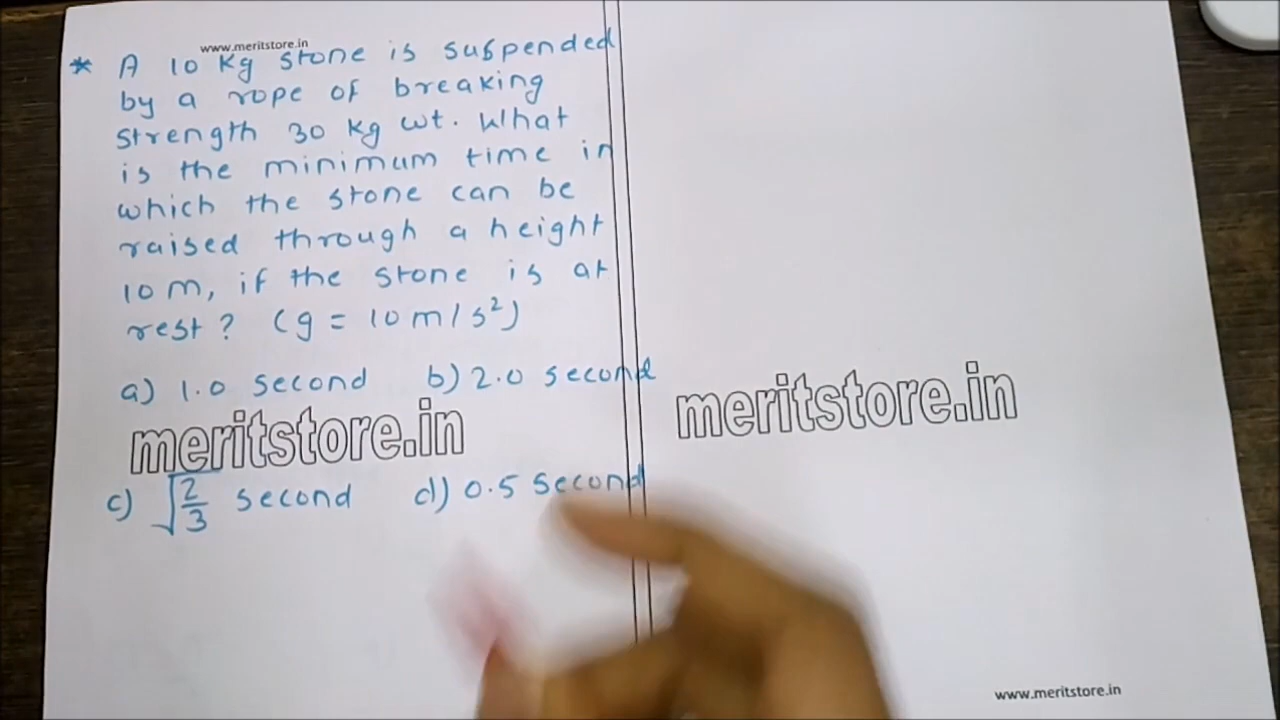 www.meritstore.in
* A 10 Kg stone is suspended
by a rope of breaking
strength 30 kg wt. What
is the minimum time in
which the stone can be
raised through a height
10 m, if the stone is at
rest? (g = 10 m/s²)
a) 1.0 second b) 2.0 second
meritstore.in meritstore.in
c) √2/3 second d) 0.5 second
www.meritstore.in